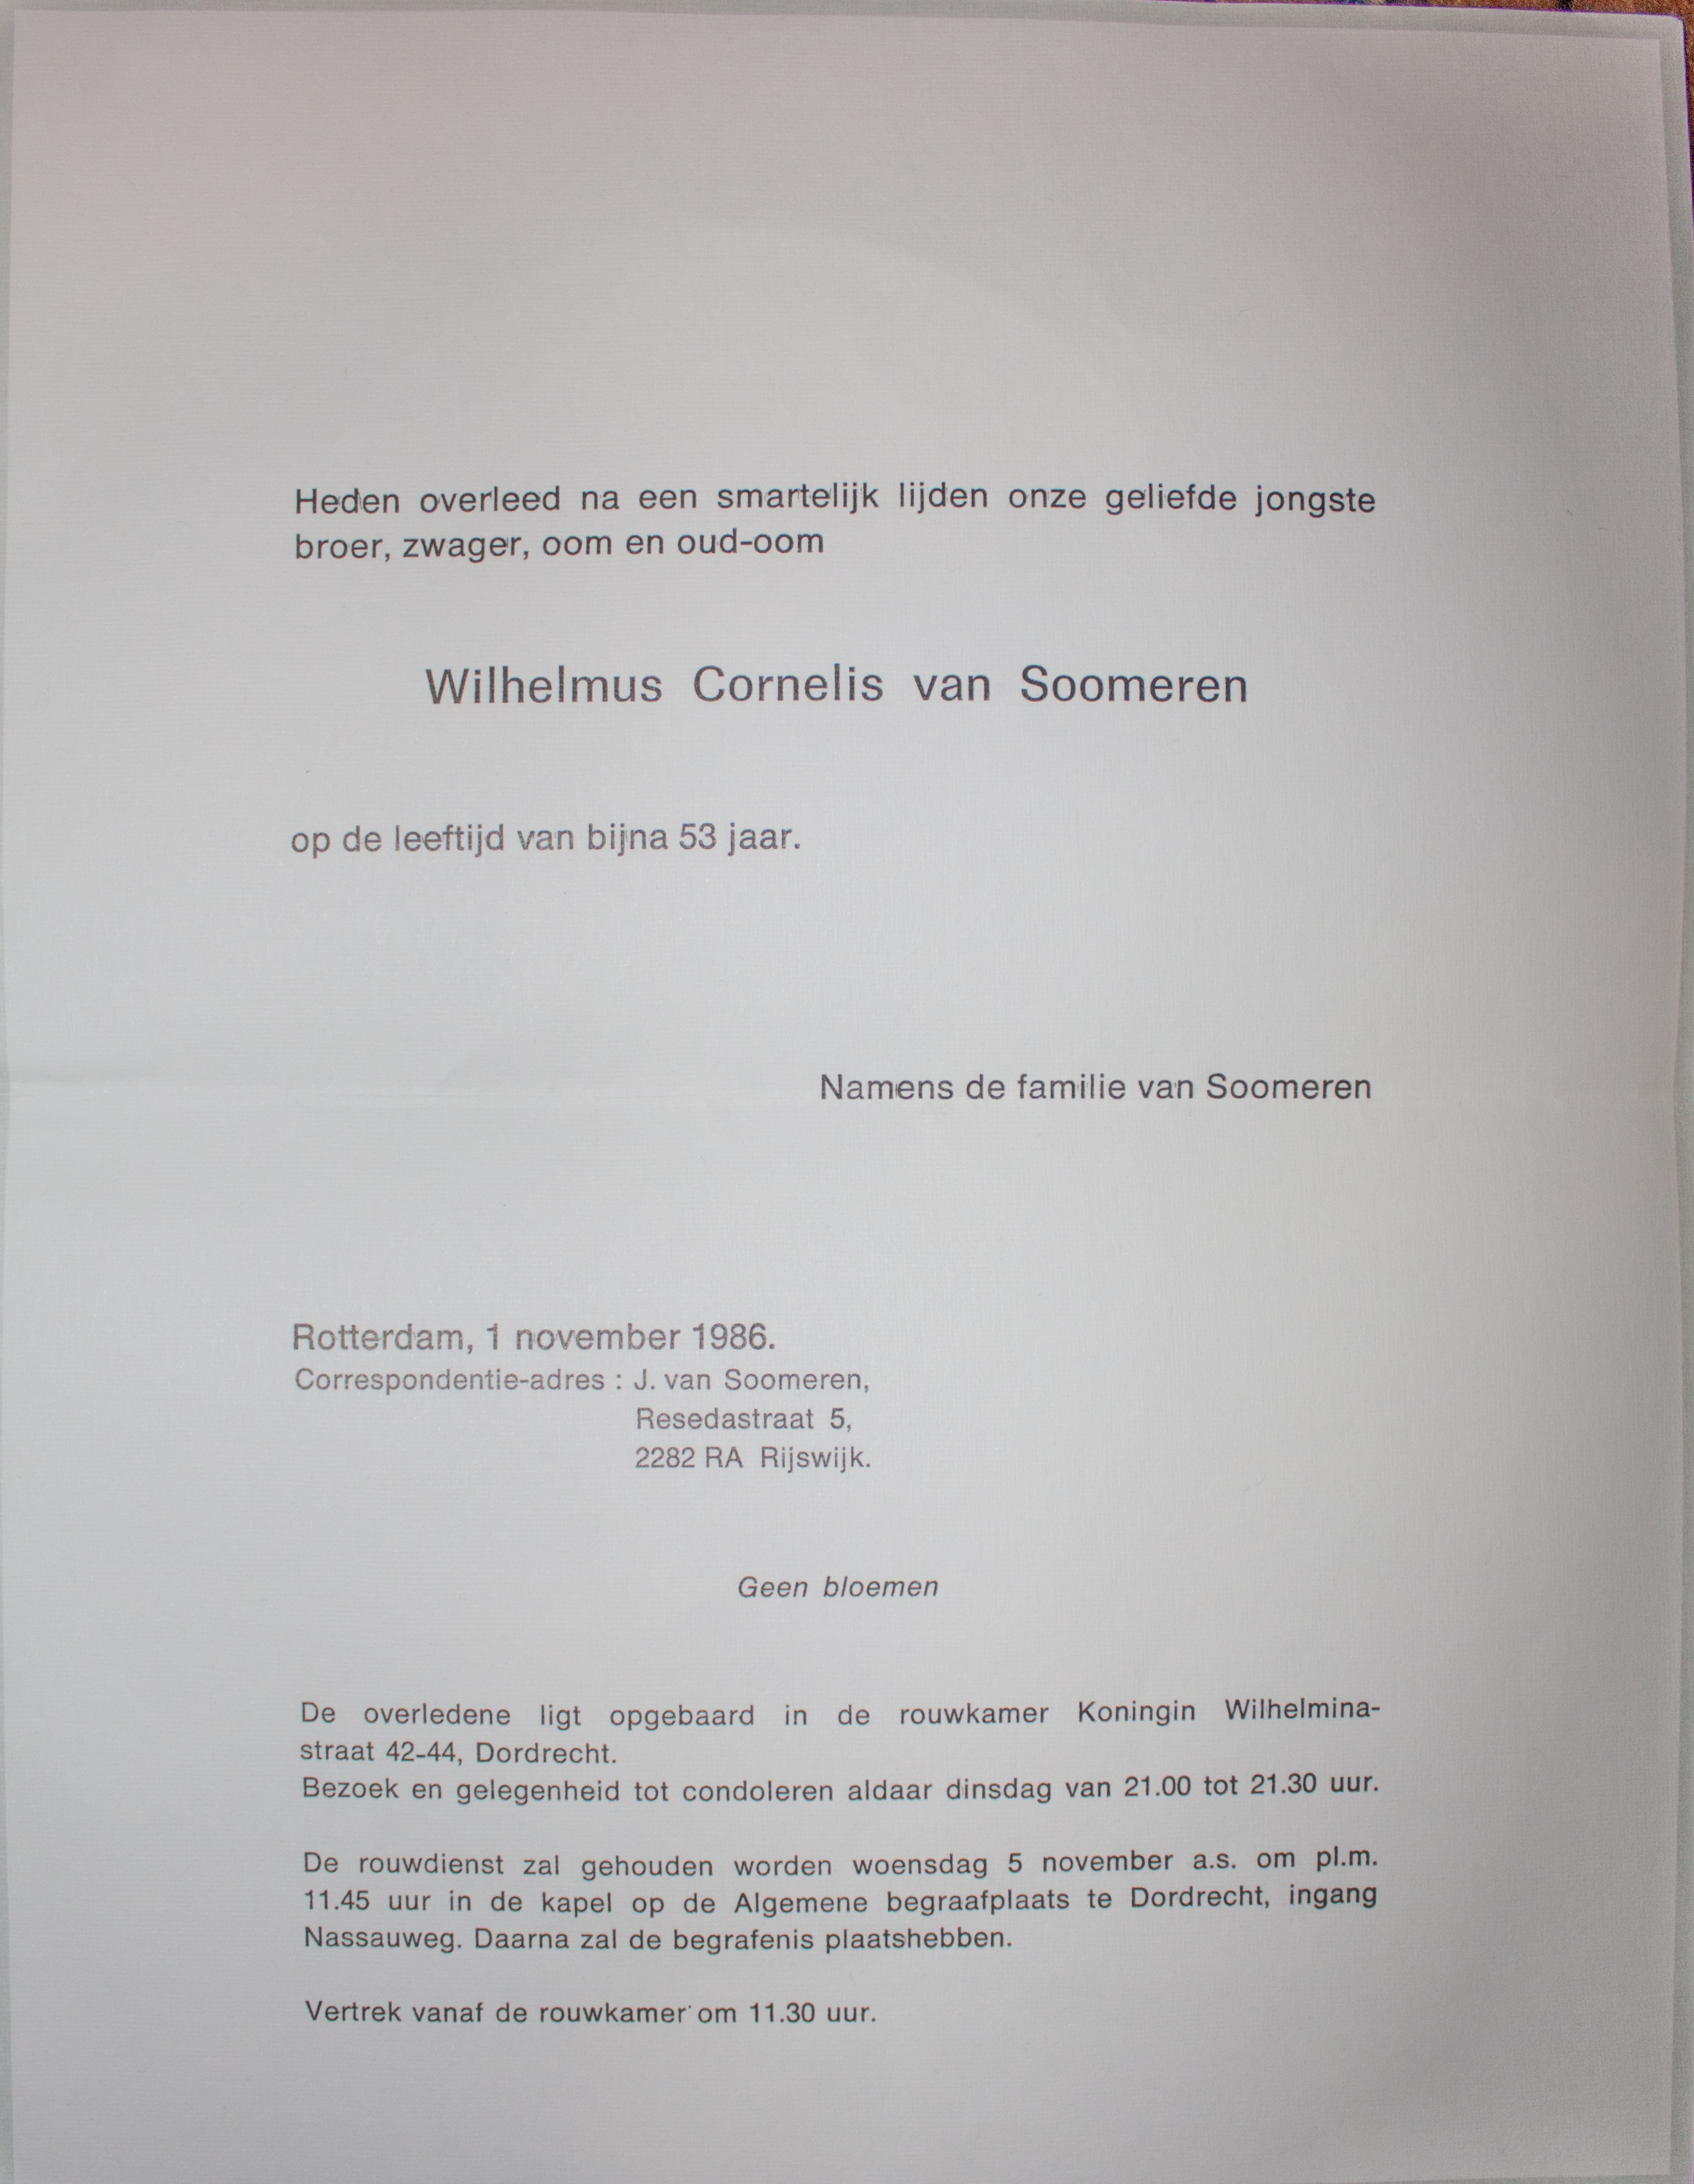 Heden overleed na een smartelijk lijden onze geliefde jongste
broer, zwager, oom en oud-oom
Wilhelmus Cornelis van Soomeren
op de leeftijd van bijna 53 jaar.
Namens de familie van Soomeren
Rotterdam, 1 november 1986.
Correspondentie-adres : J. van Soomeren,
Resedastraat 5,
2282 RA Rijswijk.
Geen bloemen
De overledene ligt opgebaard in de rouwkamer Koningin Wilhelmina-
straat 42-44, Dordrecht.
Bezoek en gelegenheid tot condoleren aldaar dinsdag van 21.00 tot 21.30 uur.
De rouwdienst zal gehouden worden woensdag 5 november a.s. om pl.m.
11.45 uur in de kapel op de Algemene begraafplaats te Dordrecht, ingang
Nassauweg. Daarna zal de begrafenis plaatshebben.
Vertrek vanaf de rouwkamer om 11.30 uur.